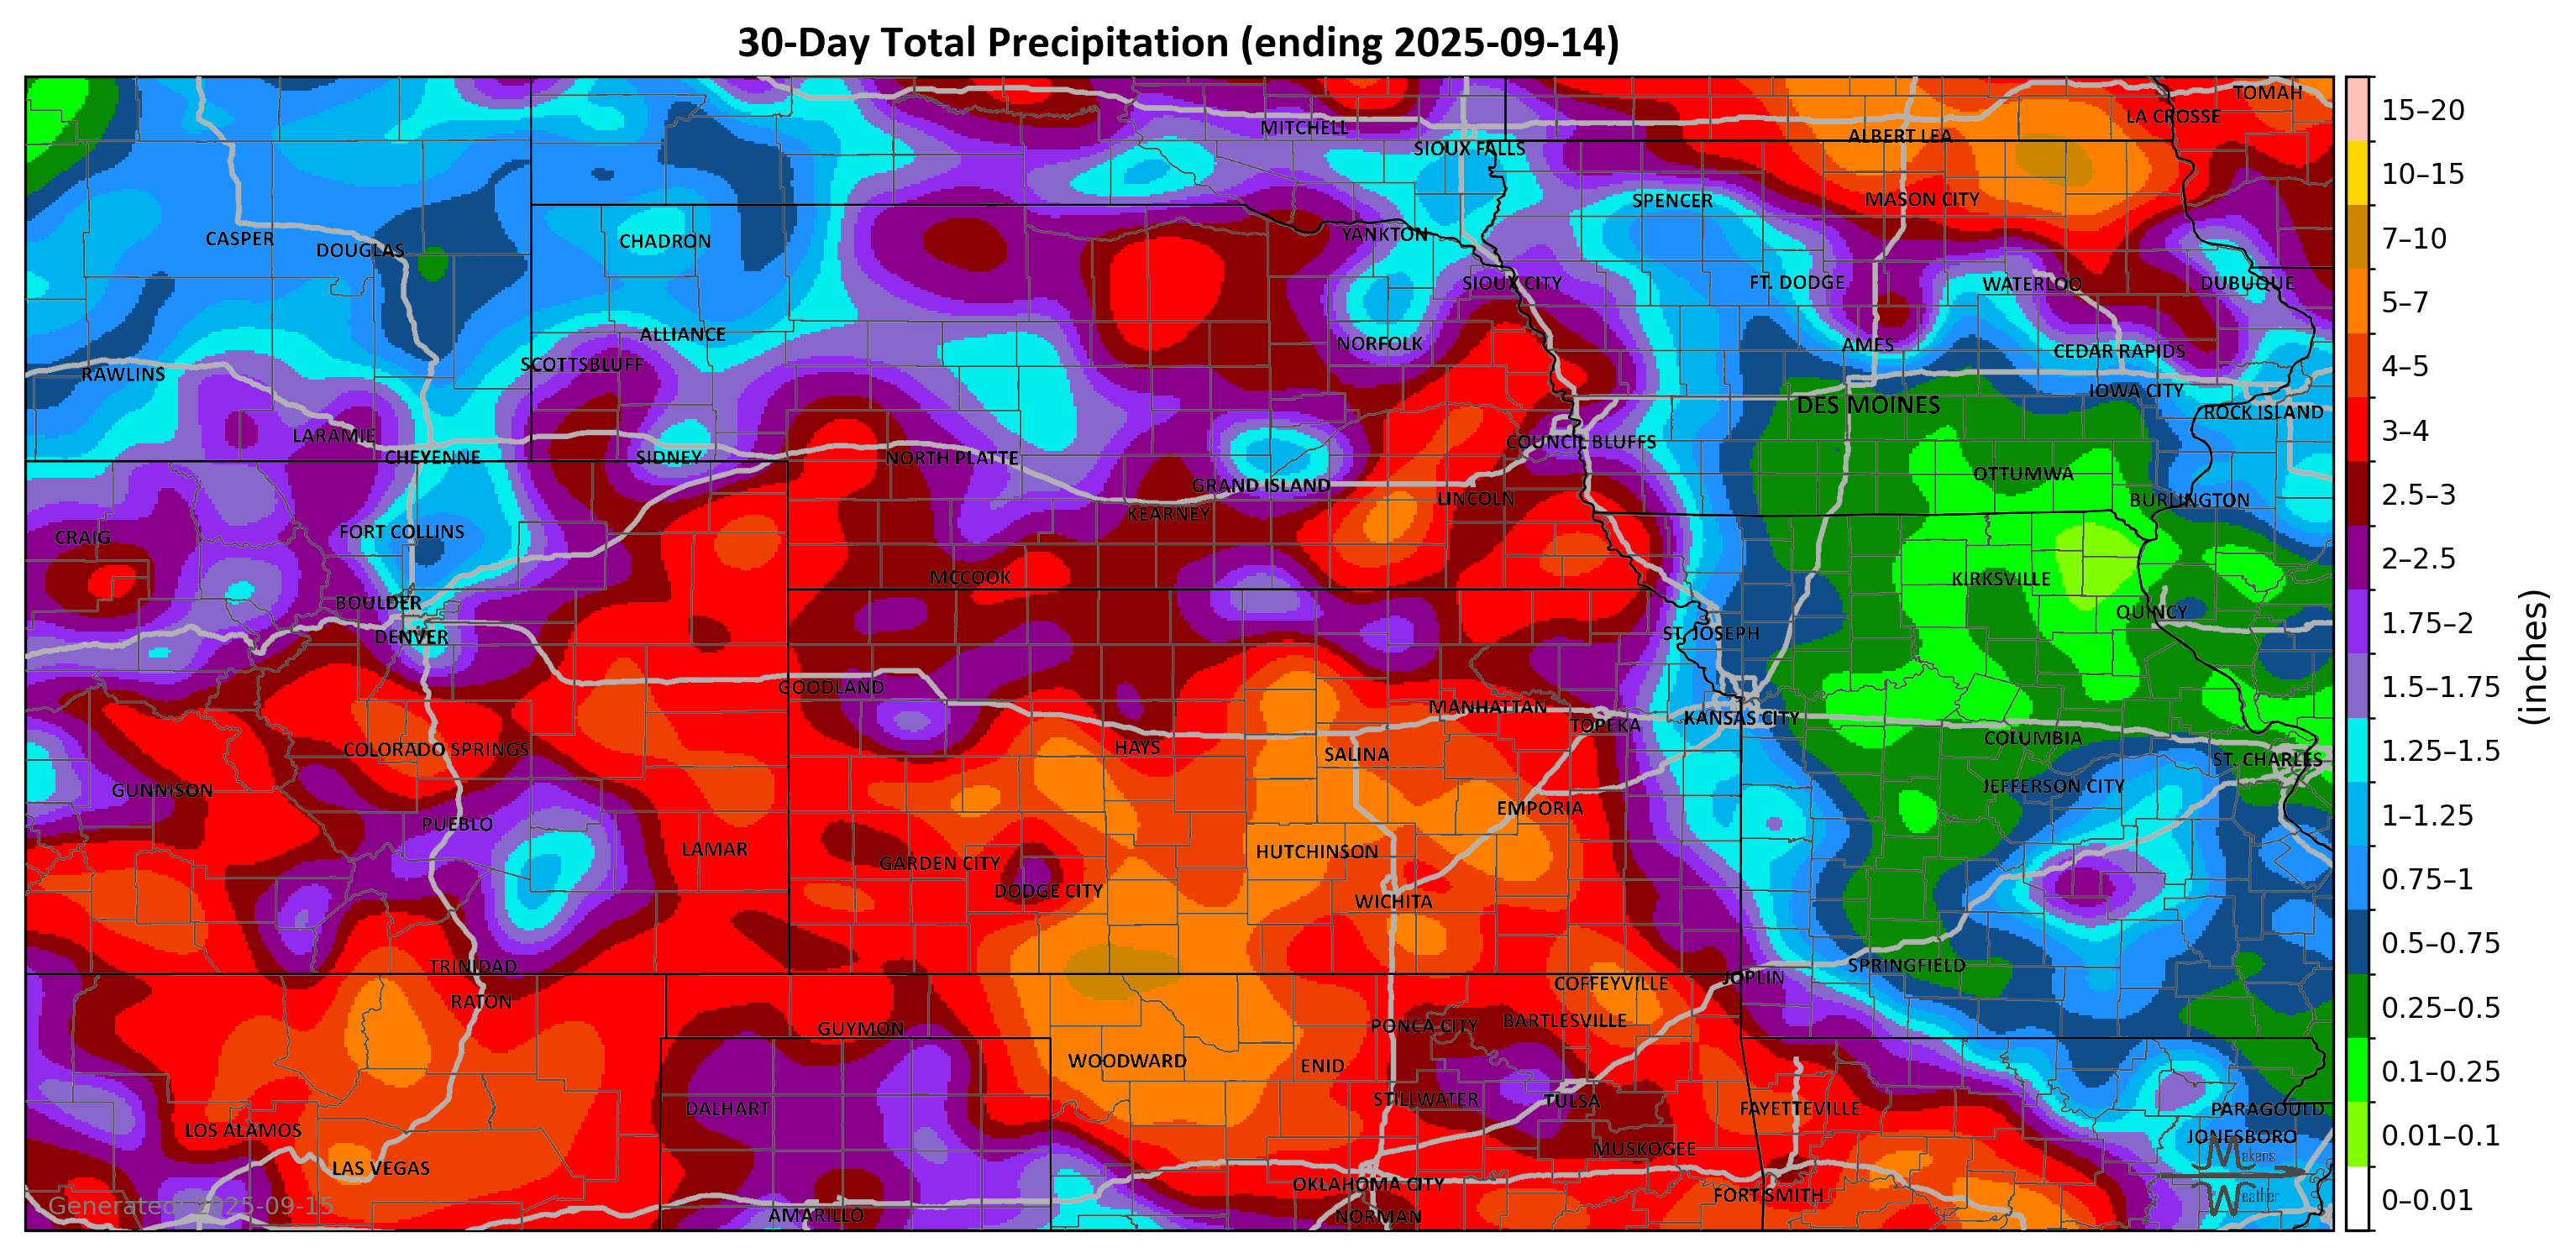 30-Day Total Precipitation (ending 2025-09-14)
TOMAH
LA CROSSE
MITCHELL
ALBERT LEA
SIOUX FALLS
SPENCER
MASON CITY
CASPER
DOUGLAS
CHADRON
YANKTON
SIOUX CITY
FT. DODGE
WATERLOO
DUBUQUE
ALLIANCE
NORFOLK
AMES
CEDAR RAPIDS
SCOTTSBLUFF
RAWLINS
IOWA CITY
DES MOINES
ROCK ISLAND
LARAMIE
COUNCIL BLUFFS
CHEYENNE
SIDNEY
NORTH PLATTE
OTTUMWA
GRAND ISLAND
LINCOLN
BURLINGTON
KEARNEY
FORT COLLINS
CRAIG
MCCOOK
KIRKSVILLE
BOULDER
QUINCY
DENVER
ST. JOSEPH
GOODLAND
MANHATTAN
TOPEKA
KANSAS CITY
COLUMBIA
COLORADO SPRINGS
HAYS
SALINA
ST. CHARLES
GUNNISON
JEFFERSON CITY
EMPORIA
PUEBLO
LAMAR
HUTCHINSON
GARDEN CITY
DODGE CITY
WICHITA
TRINIDAD
SPRINGFIELD
JOPLIN
COFFEYVILLE
RATON
GUYMON
PONCA CITY
BARTLESVILLE
WOODWARD
ENID
STILLWATER
TULSA
DALHART
FAYETTEVILLE
PARAGOULD
LOS ALAMOS
JONESBORO
MUSKOGEE
LAS VEGAS
OKLAHOMA CITY
FORT SMITH
AMARILLO
NORMAN
Generated: 2025-09-15
Makens
Weather
15–20
10–15
7–10
5–7
4–5
3–4
2.5–3
2–2.5
1.75–2
1.5–1.75
1.25–1.5
1–1.25
0.75–1
0.5–0.75
0.25–0.5
0.1–0.25
0.01–0.1
0–0.01
(inches)